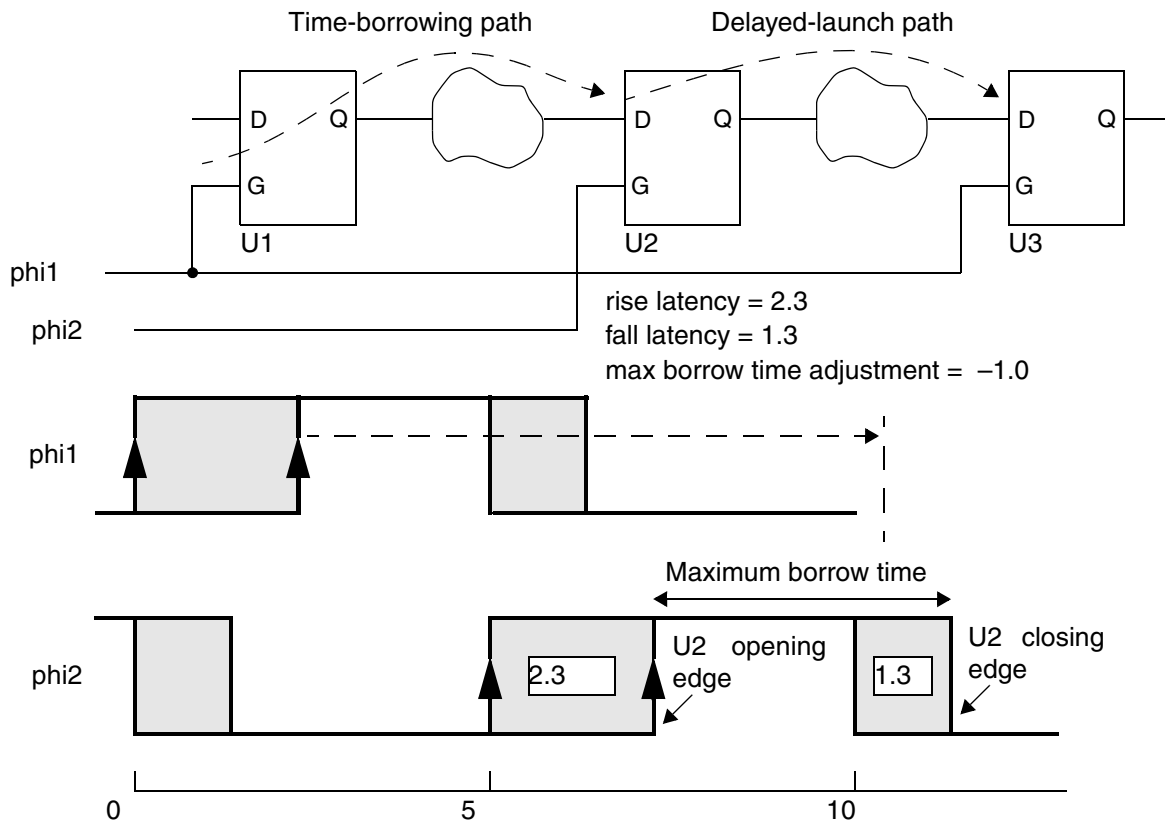 Time-borrowing path
Delayed-launch path
D
Q
D
Q
D
Q
G
G
G
U1
U2
U3
phi1
phi2
rise latency = 2.3
fall latency = 1.3
max borrow time adjustment = –1.0
phi1
Maximum borrow time
phi2
2.3
U2 opening
edge
1.3
U2 closing
edge
0
5
10